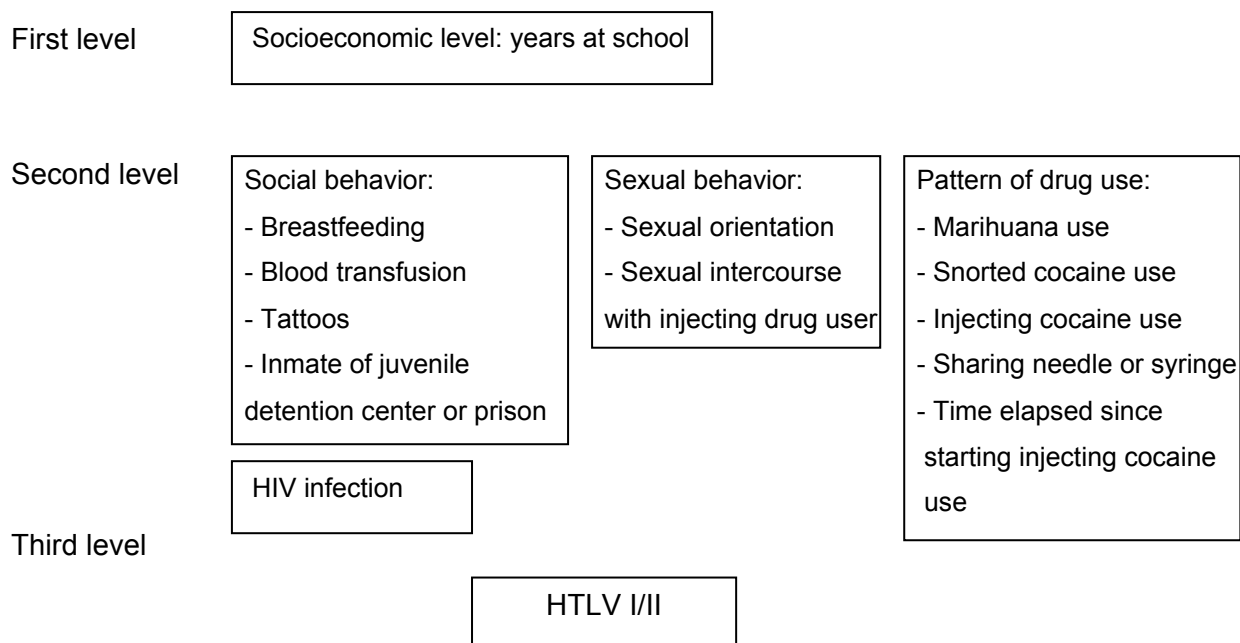 First level
Socioeconomic level: years at school
Second level
Social behavior:
- Breastfeeding
- Blood transfusion
- Tattoos
- Inmate of juvenile
detention center or prison
Sexual behavior:
- Sexual orientation
- Sexual intercourse
with injecting drug user
Pattern of drug use:
- Marihuana use
- Snorted cocaine use
- Injecting cocaine use
- Sharing needle or syringe
- Time elapsed since
starting injecting cocaine
use
HIV infection
Third level
HTLV I/II